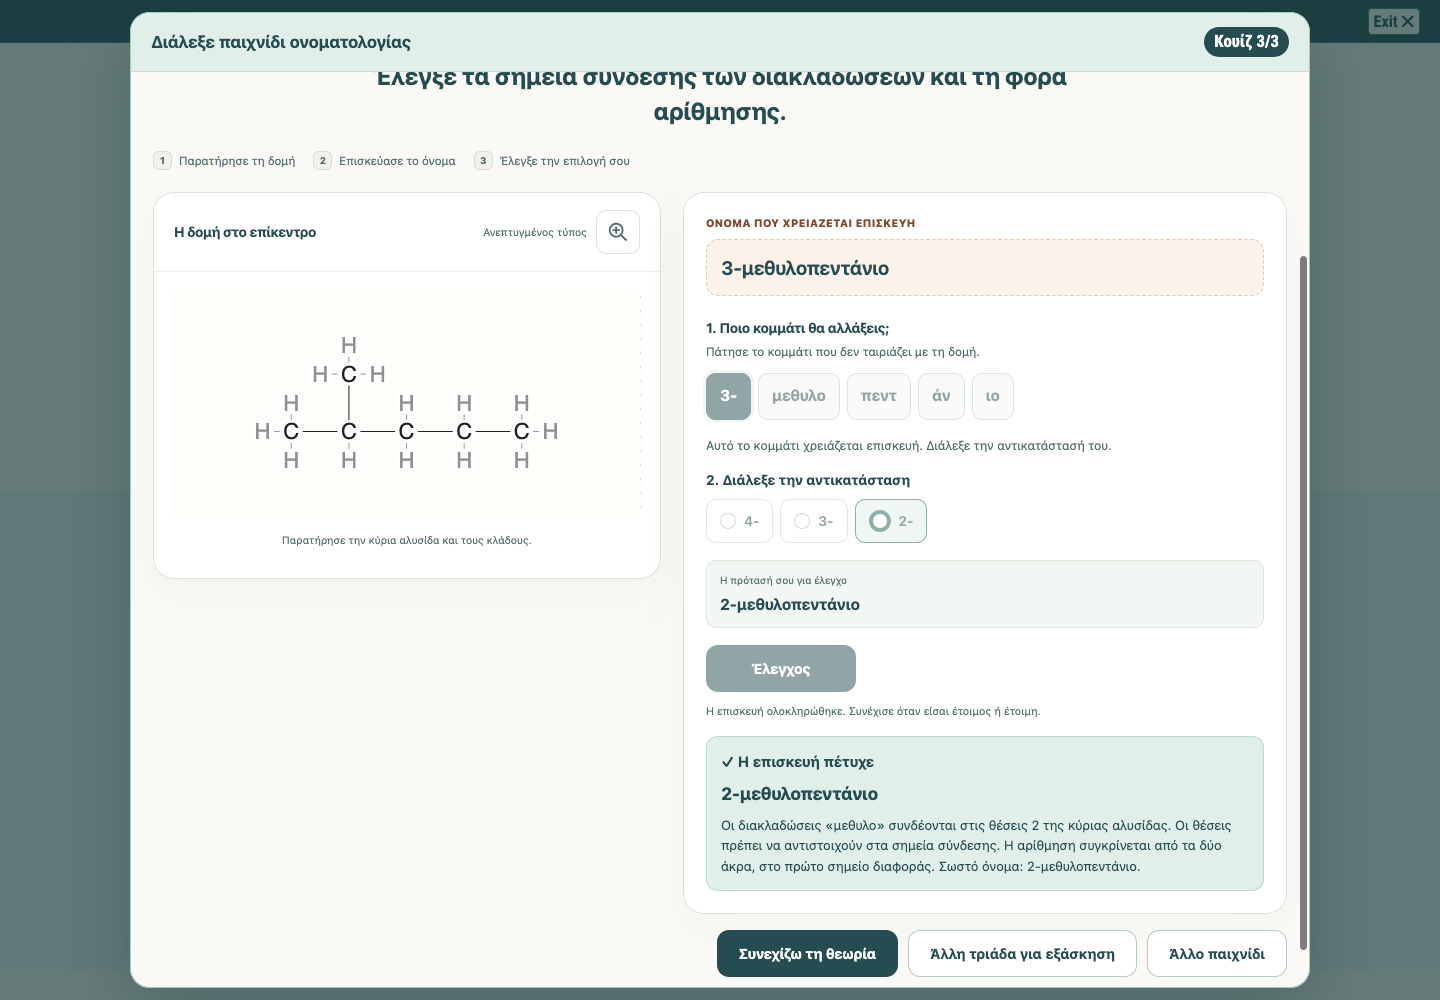 Exit ✕
Διάλεξε παιχνίδι ονοματολογίας
Κουίζ 3/3
Έλεγξε τα σημεία σύνδεσης των διακλαδώσεων και τη φορά
αρίθμησης.
1 Παρατήρησε τη δομή 2 Επισκεύασε το όνομα 3 Έλεγξε την επιλογή σου
Η δομή στο επίκεντρο
Ανεπτυγμένος τύπος
H
H C H
H H H H
H C C C C C H
H H H H H
Παρατήρησε την κύρια αλυσίδα και τους κλάδους.
ΟΝΟΜΑ ΠΟΥ ΧΡΕΙΑΖΕΤΑΙ ΕΠΙΣΚΕΥΗ
3-μεθυλοπεντάνιο
1. Ποιο κομμάτι θα αλλάξεις;
Πάτησε το κομμάτι που δεν ταιριάζει με τη δομή.
3- μεθυλο πεντ άν ιο
Αυτό το κομμάτι χρειάζεται επισκευή. Διάλεξε την αντικατάστασή του.
2. Διάλεξε την αντικατάσταση
4- 3- 2-
Η πρότασή σου για έλεγχο
2-μεθυλοπεντάνιο
Έλεγχος
Η επισκευή ολοκληρώθηκε. Συνέχισε όταν είσαι έτοιμος ή έτοιμη.
✓ Η επισκευή πέτυχε
2-μεθυλοπεντάνιο
Οι διακλαδώσεις «μεθυλο» συνδέονται στις θέσεις 2 της κύριας αλυσίδας. Οι θέσεις
πρέπει να αντιστοιχούν στα σημεία σύνδεσης. Η αρίθμηση συγκρίνεται από τα δύο
άκρα, στο πρώτο σημείο διαφοράς. Σωστό όνομα: 2-μεθυλοπεντάνιο.
Συνεχίζω τη θεωρία
Άλλη τριάδα για εξάσκηση
Άλλο παιχνίδι